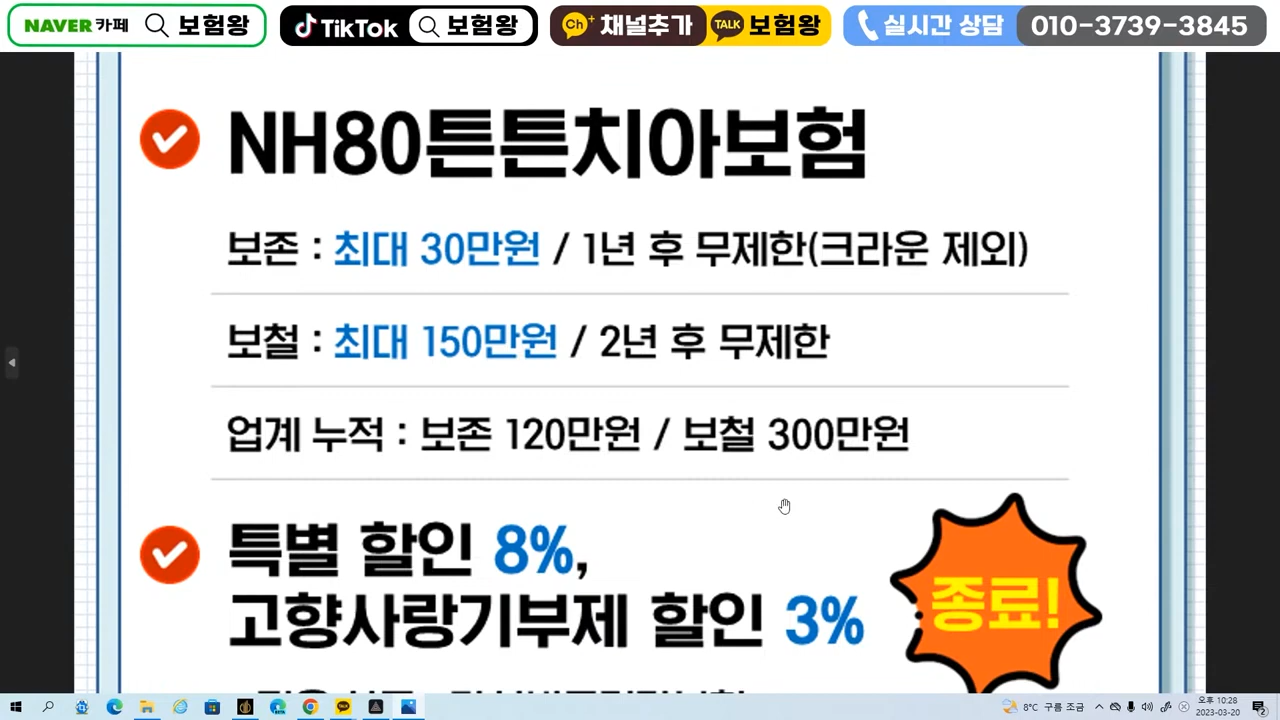 NAVER 카페 보험왕 TikTok 보험왕 Ch+ 채널추가 TALK 보험왕 실시간 상담 010-3739-3845
NH80튼튼치아보험
보존 : 최대 30만원 / 1년 후 무제한(크라운 제외)
보철 : 최대 150만원 / 2년 후 무제한
업계 누적 : 보존 120만원 / 보철 300만원
특별 할인 8%,
고향사랑기부제 할인 3%
종료!
8°C 구름 조금
오후 10:28
2023-03-20
2